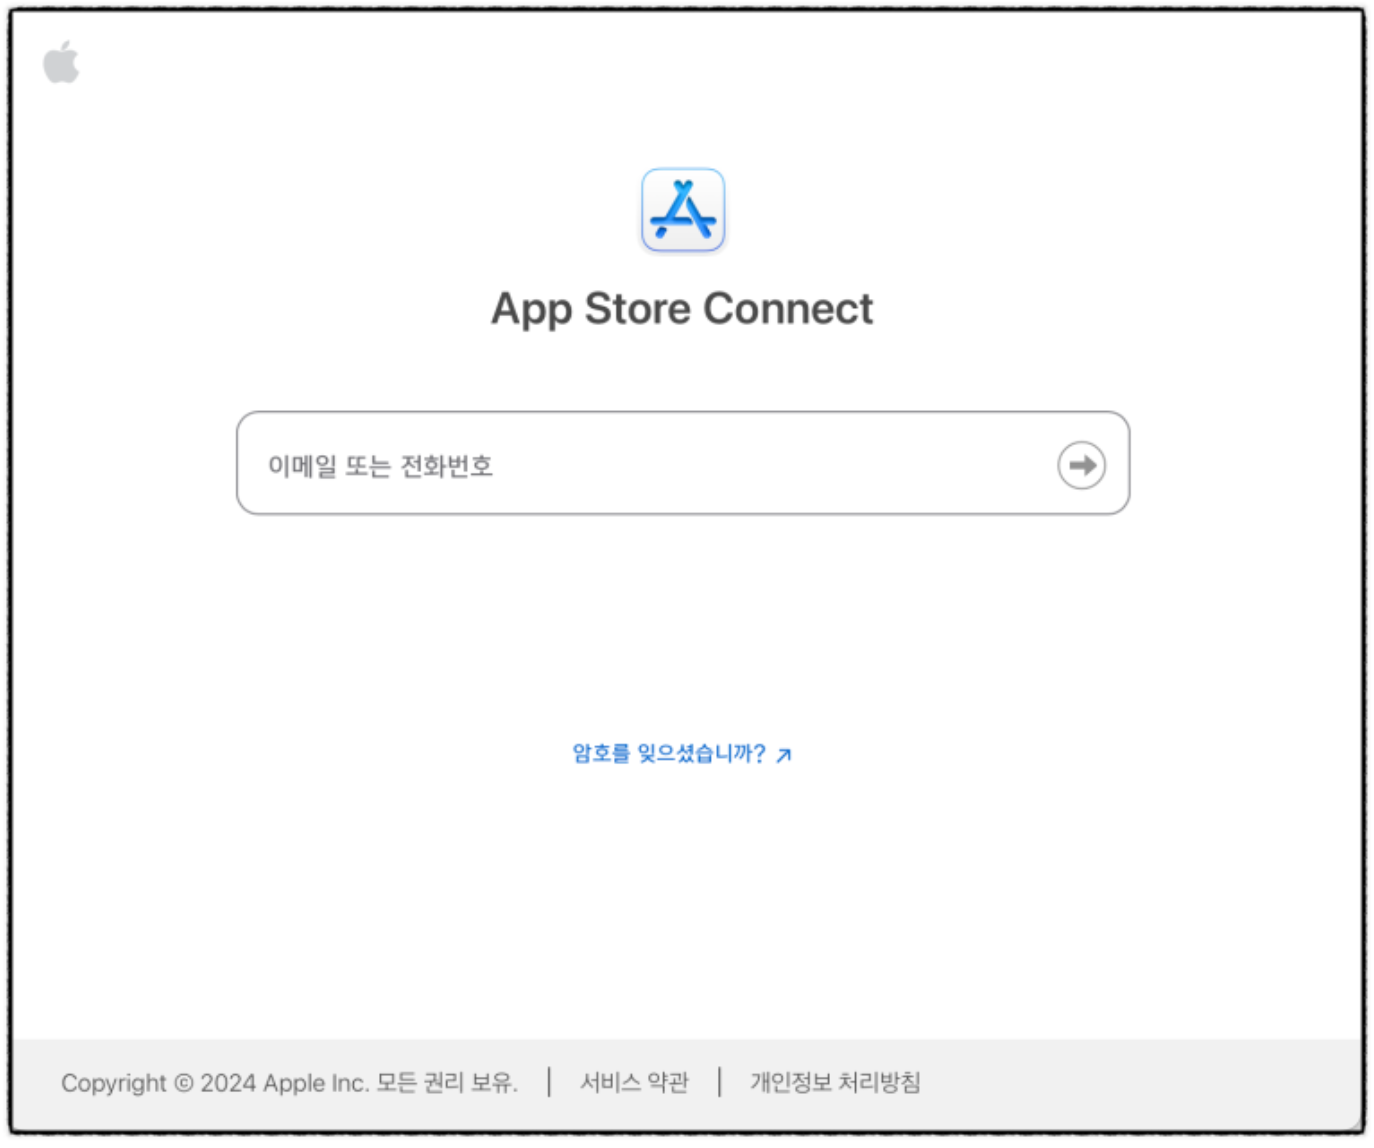 App Store Connect
이메일 또는 전화번호
암호를 잊으셨습니까? ↗
Copyright © 2024 Apple Inc. 모든 권리 보유. | 서비스 약관 | 개인정보 처리방침